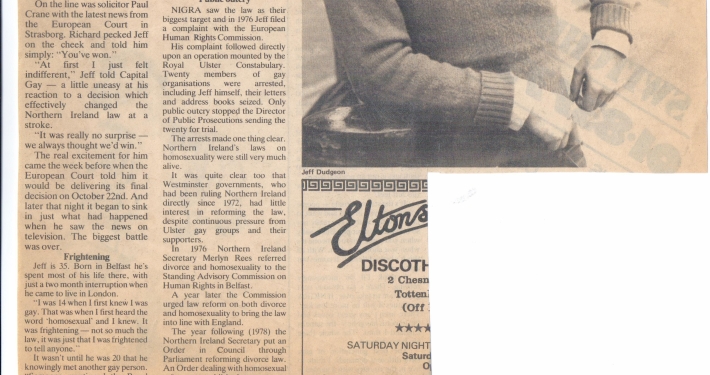 On the line was solicitor Paul
Crane with the latest news from
the European Court in
Strasborg. Richard pecked Jeff
on the cheek and told him
simply: "You've won."
"At first I just felt
indifferent," Jeff told Capital
Gay — a little uneasy at his
reaction to a decision which
effectively changed the
Northern Ireland law at a
stroke.
"It was really no surprise —
we always thought we'd win."
The real excitement for him
came the week before when the
European Court told him it
would be delivering its final
decision on October 22nd. And
later that night it began to sink
in just what had happened
when he saw the news on
television. The biggest battle
was over.
Frightening
Jeff is 35. Born in Belfast he's
spent most of his life there, with
just a two month interruption when
he came to live in London.
"I was 14 when I first knew I was
gay. That was when I first heard the
word 'homosexual' and I knew. It
was frightening — not so much the
law, it was just that I was frightened
to tell anyone."
It wasn't until he was 20 that he
knowingly met another gay person.
NIGRA saw the law as their
biggest target and in 1976 Jeff filed
a complaint with the European
Human Rights Commission.
His complaint followed directly
upon an operation mounted by the
Royal Ulster Constabulary.
Twenty members of gay
organisations were arrested,
including Jeff himself, their letters
and address books seized. Only
public outcry stopped the Director
of Public Prosecutions sending the
twenty for trial.
The arrests made one thing clear.
Northern Ireland's laws on
homosexuality were still very much
alive.
It was quite clear too that
Westminster governments, who
had been ruling Northern Ireland
directly since 1972, had little
interest in reforming the law,
despite continuous pressure from
Ulster gay groups and their
supporters.
In 1976 Northern Ireland
Secretary Merlyn Rees referred
divorce and homosexuality to the
Standing Advisory Commission on
Human Rights in Belfast.
A year later the Commission
urged law reform on both divorce
and homosexuality to bring the law
into line with England.
The year following (1978) the
Northern Ireland Secretary put an
Order in Council through
Parliament reforming divorce law.
An Order dealing with homosexual
Jeff Dudgeon
Eltons
DISCOTH
2 Chesn
Totten
(Off
★★★★
SATURDAY NIGHT
Saturd
Op